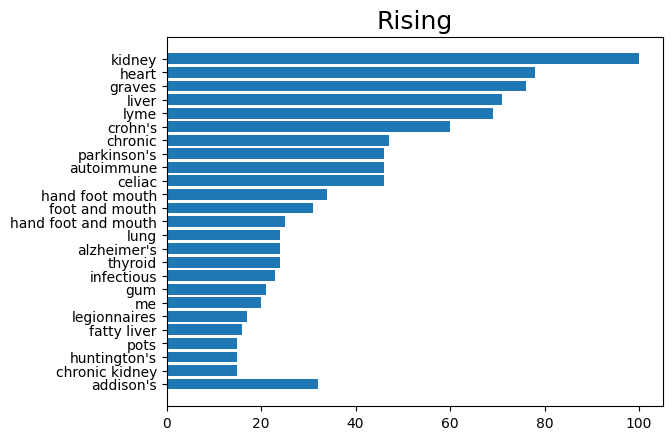 Rising
kidney
heart
graves
liver
lyme
crohn's
chronic
parkinson's
autoimmune
celiac
hand foot mouth
foot and mouth
hand foot and mouth
lung
alzheimer's
thyroid
infectious
gum
me
legionnaires
fatty liver
pots
huntington's
chronic kidney
addison's
0 20 40 60 80 100